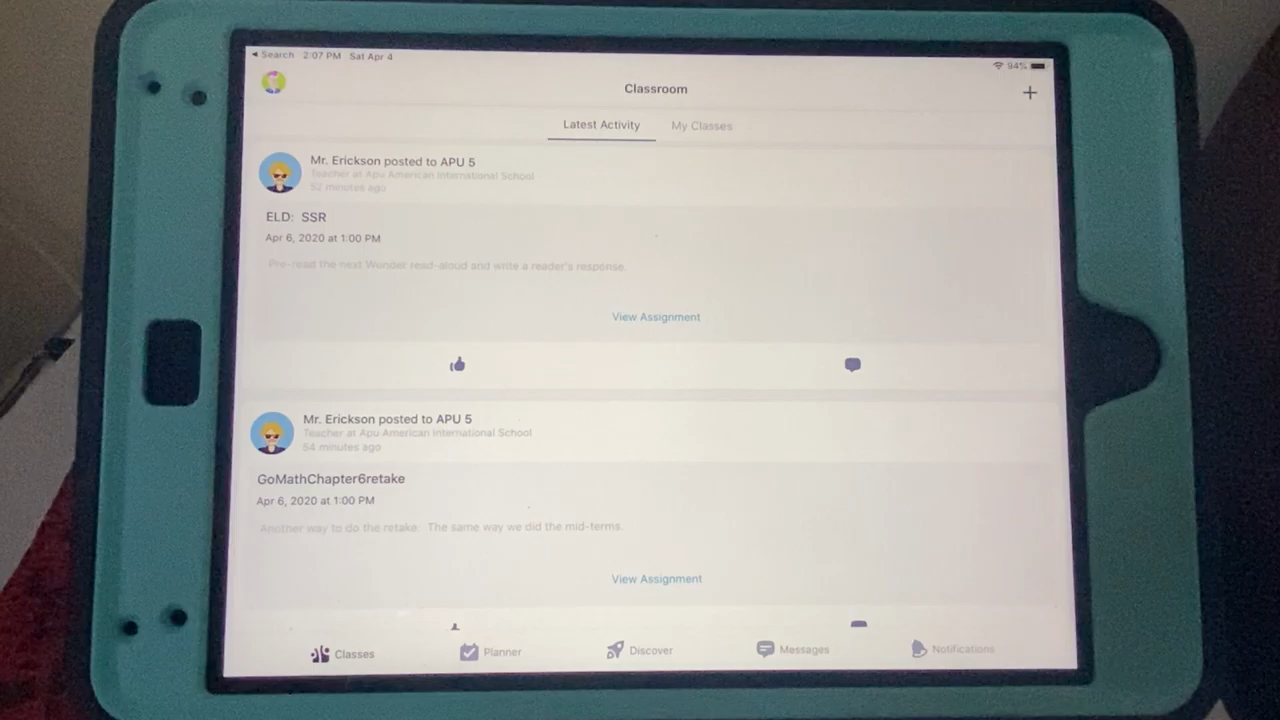 Search 2:07 PM Sat Apr 4
94%
Classroom
Latest Activity My Classes
Mr. Erickson posted to APU 5
Teacher at Apu American International School
52 minutes ago
ELD: SSR
Apr 6, 2020 at 1:00 PM
Pre-read the next Wonder read-aloud and write a reader's response.
View Assignment
Mr. Erickson posted to APU 5
Teacher at Apu American International School
54 minutes ago
GoMathChapter6retake
Apr 6, 2020 at 1:00 PM
Another way to do the retake. The same way we did the mid-terms.
View Assignment
Classes Planner Discover Messages Notifications